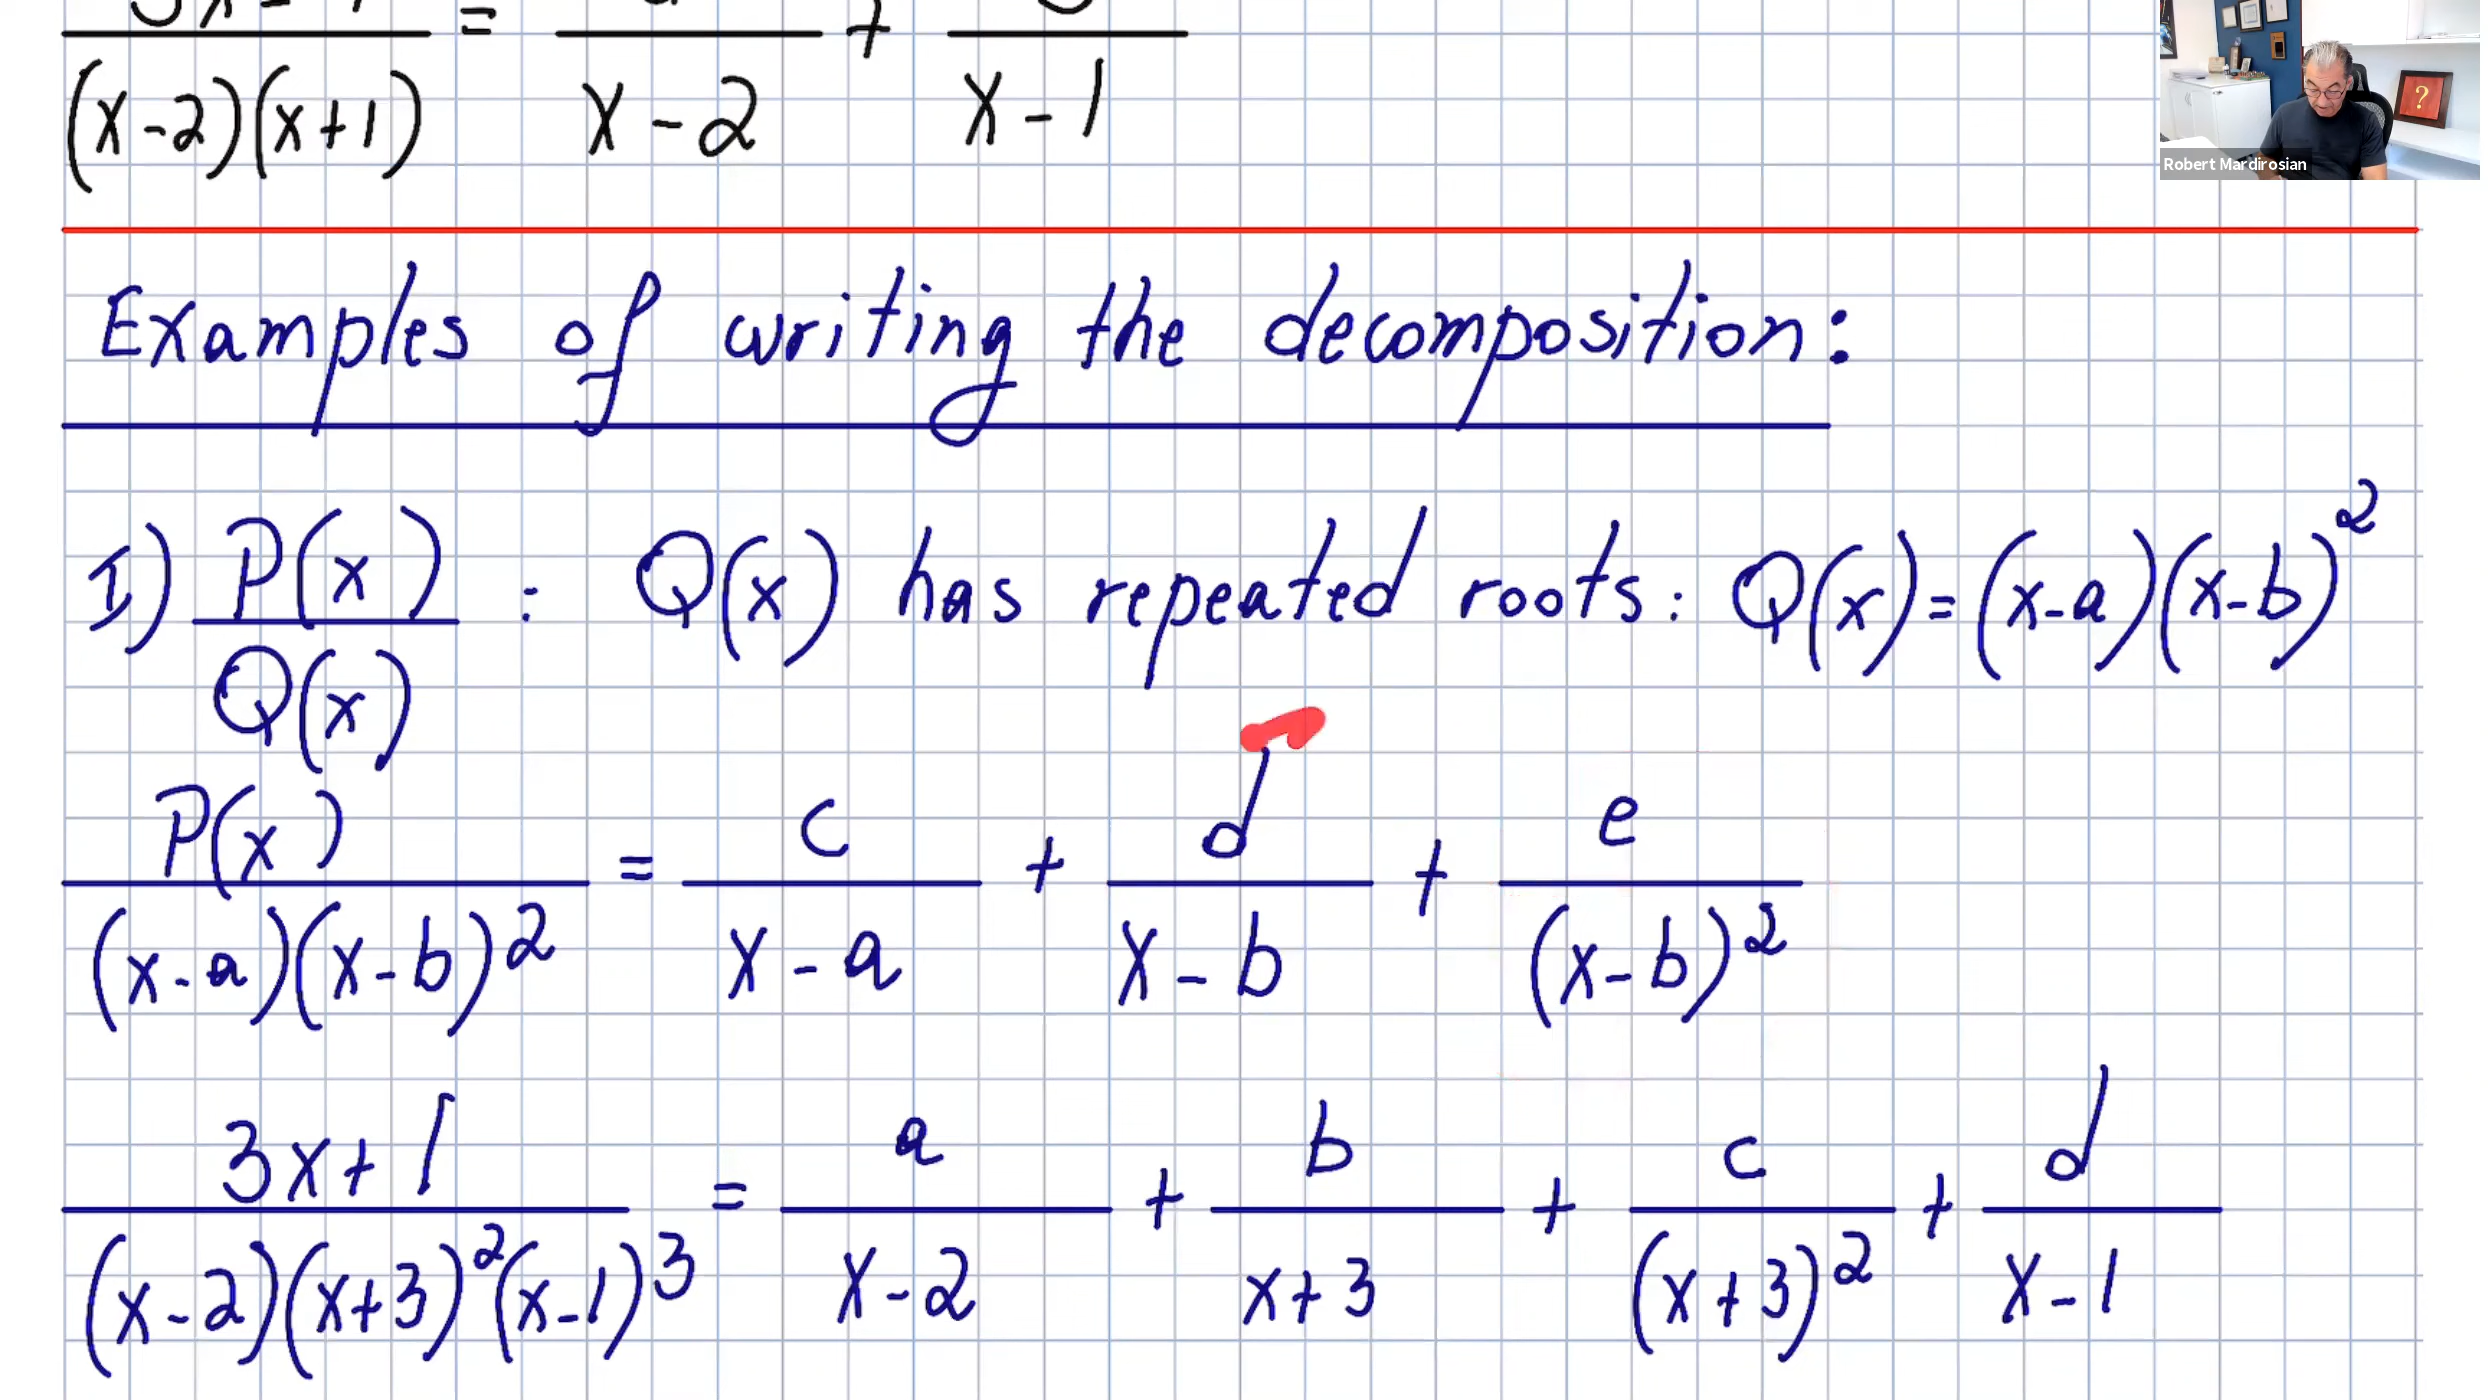 =        +
(x-2)(x+1)   x-2   x-1
?
Robert Mardirosian
Examples of writing the decomposition:
I) P(x)/Q(x) : Q(x) has repeated roots: Q(x)=(x-a)(x-b)²
P(x)/(x-a)(x-b)² = c/x-a + d/x-b + e/(x-b)²
3x+1/(x-2)(x+3)²(x-1)³ = a/x-2 + b/x+3 + c/(x+3)² + d/x-1